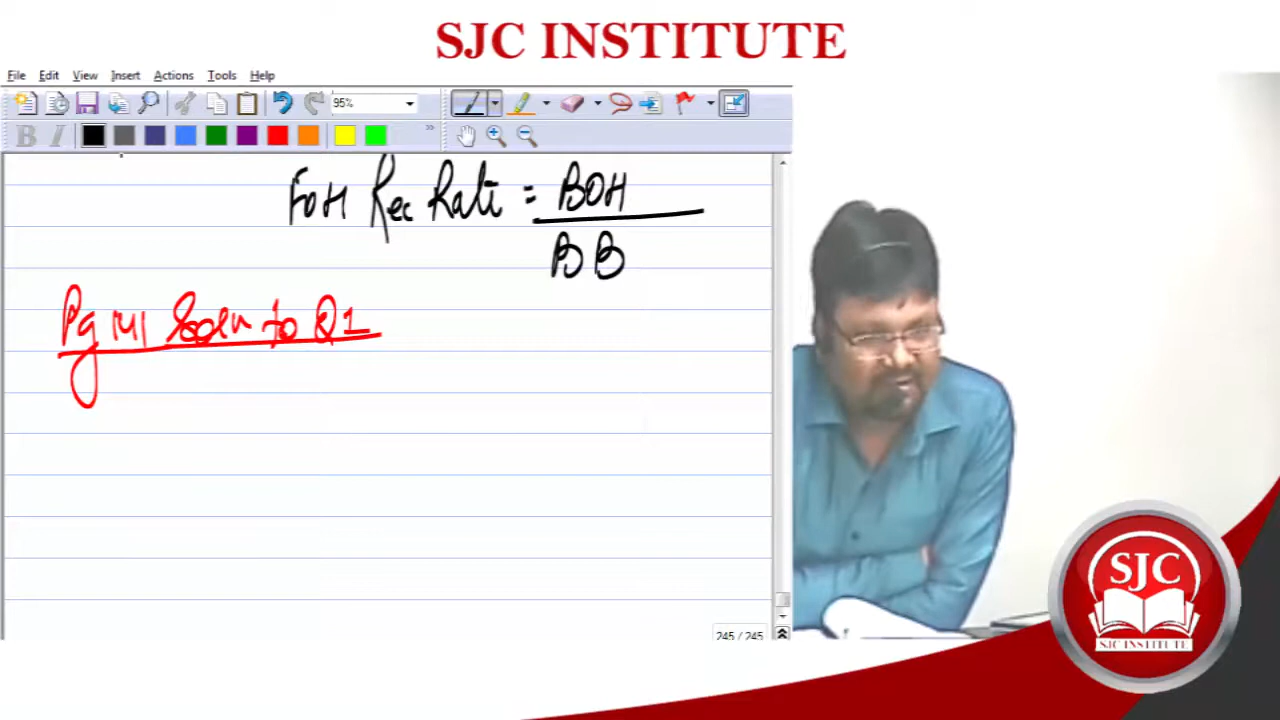 SJC INSTITUTE
File Edit View Insert Actions Tools Help
95%
B I
FOH Rec Rate = BOH
BB
Pg 141 Soln to Q1
245 / 245
SJC
SJC INSTITUTE